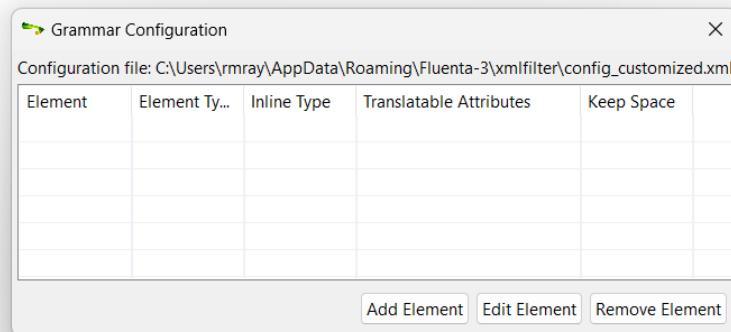 Grammar Configuration
Configuration file: C:\Users\rmray\AppData\Roaming\Fluenta-3\xmlfilter\config_customized.xml
Element Element Ty... Inline Type Translatable Attributes Keep Space
Add Element Edit Element Remove Element